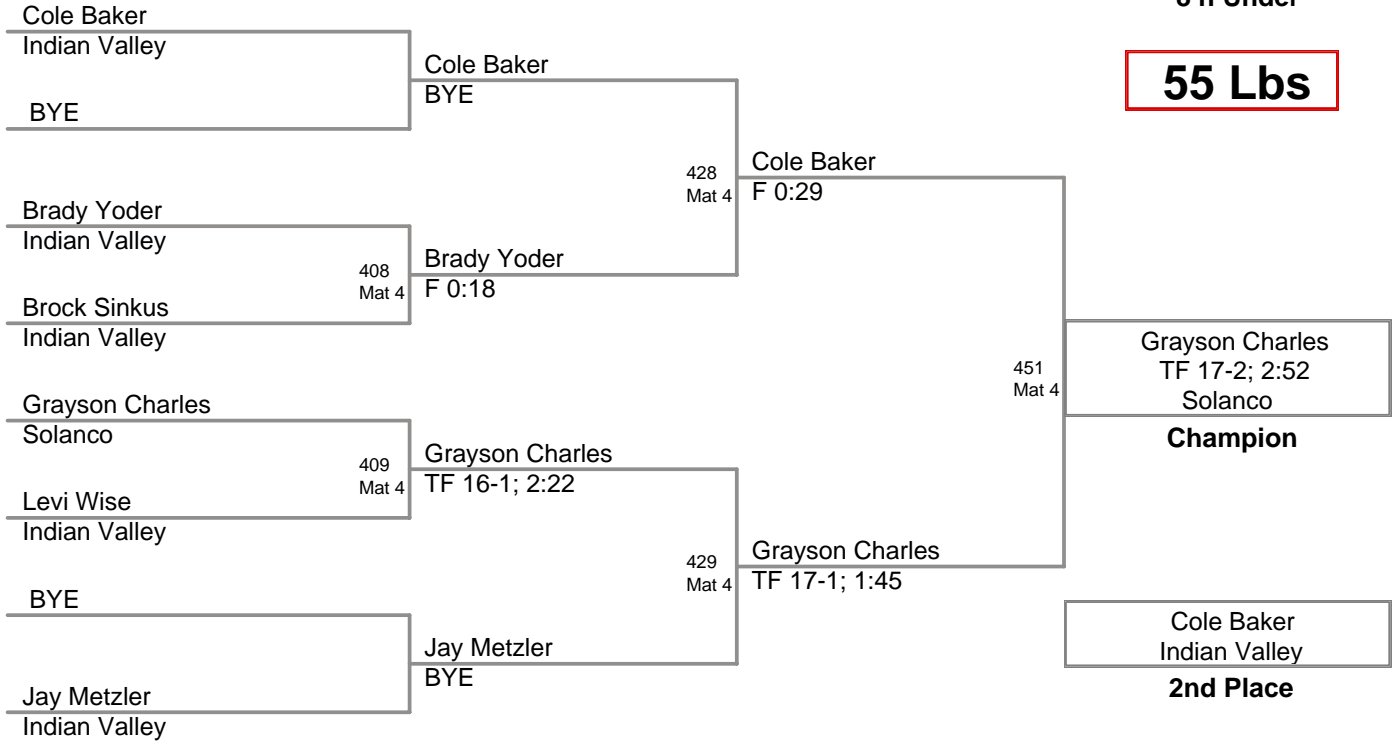 Cole Baker
Indian Valley
BYE
Brady Yoder
Indian Valley
Brock Sinkus
Indian Valley
Grayson Charles
Solanco
Levi Wise
Indian Valley
BYE
Jay Metzler
Indian Valley
Cole Baker
BYE
408
Mat 4
Brady Yoder
F 0:18
409
Mat 4
Grayson Charles
TF 16-1; 2:22
Jay Metzler
BYE
428
Mat 4
Cole Baker
F 0:29
429
Mat 4
Grayson Charles
TF 17-1; 1:45
55 Lbs
451
Mat 4
Grayson Charles
TF 17-2; 2:52
Solanco
Champion
Cole Baker
Indian Valley
2nd Place